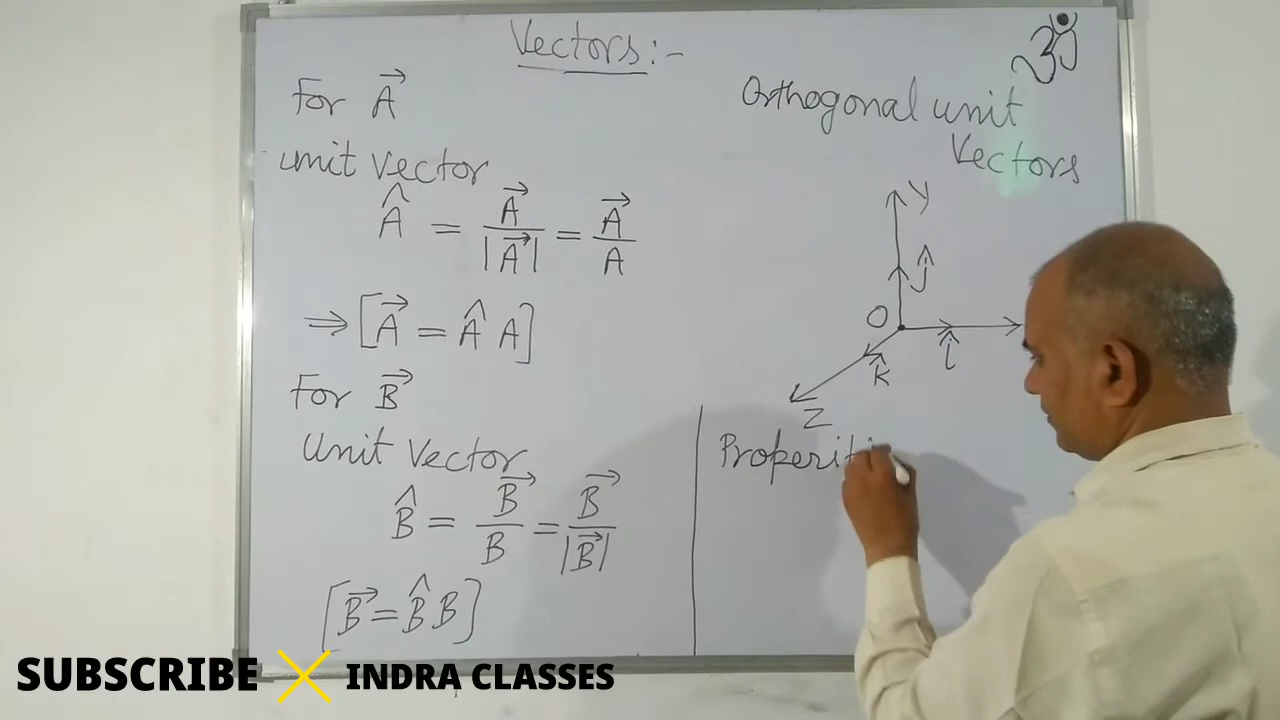 Vectors:-
ॐ
For A⃗
unit vector
Â = A⃗/|A⃗| = A⃗/A
⇒ [A⃗ = Â A]
For B⃗
Unit Vector
B̂ = B⃗/B = B⃗/|B⃗|
[B⃗ = B̂ B]
Orthogonal unit
Vectors
y
ĵ
O
î
k̂
Z
SUBSCRIBE INDRA CLASSES